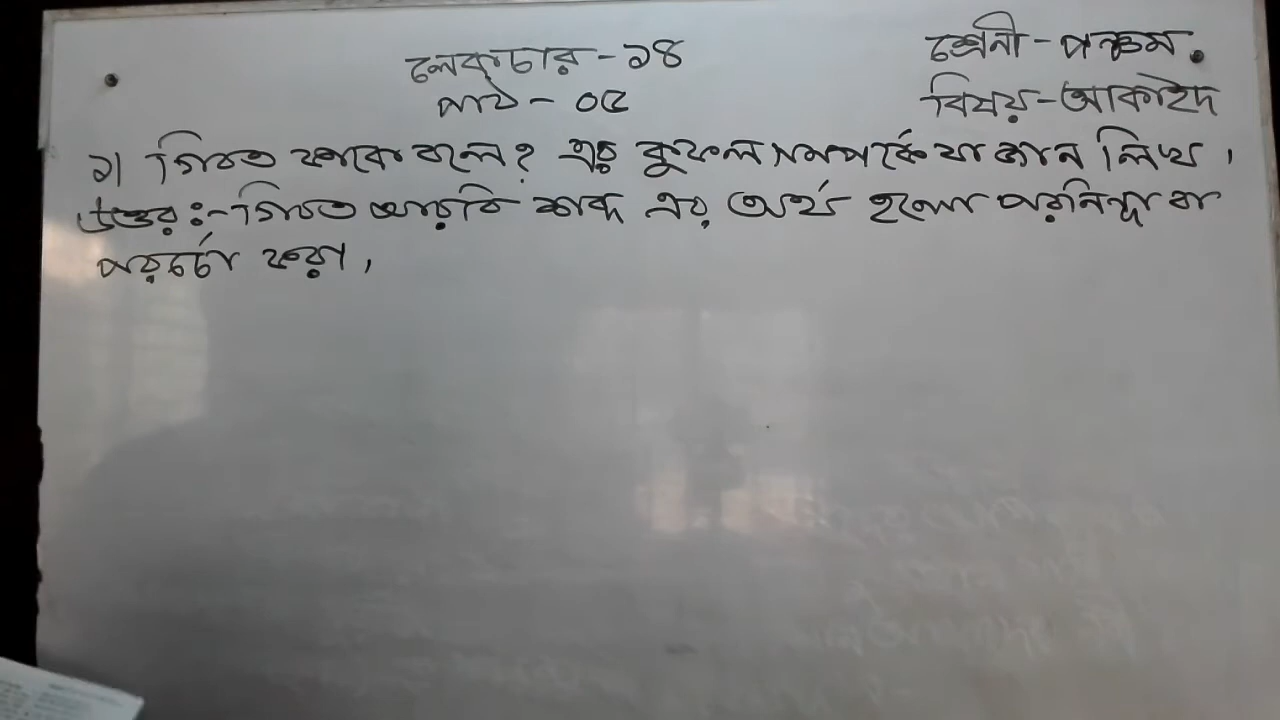 লেকচার-১৪
শ্রেনী-পঞ্চম.
পাঠ-০৫
বিষয়-আকাইদ
১। গিবত কাকে বলে? এর কুফল সম্পর্কে যা জান লিখ।
উত্তর:-গিবত আরবি শব্দ এর অর্থ হলো পরনিন্দা বা
পরচর্চা করা।